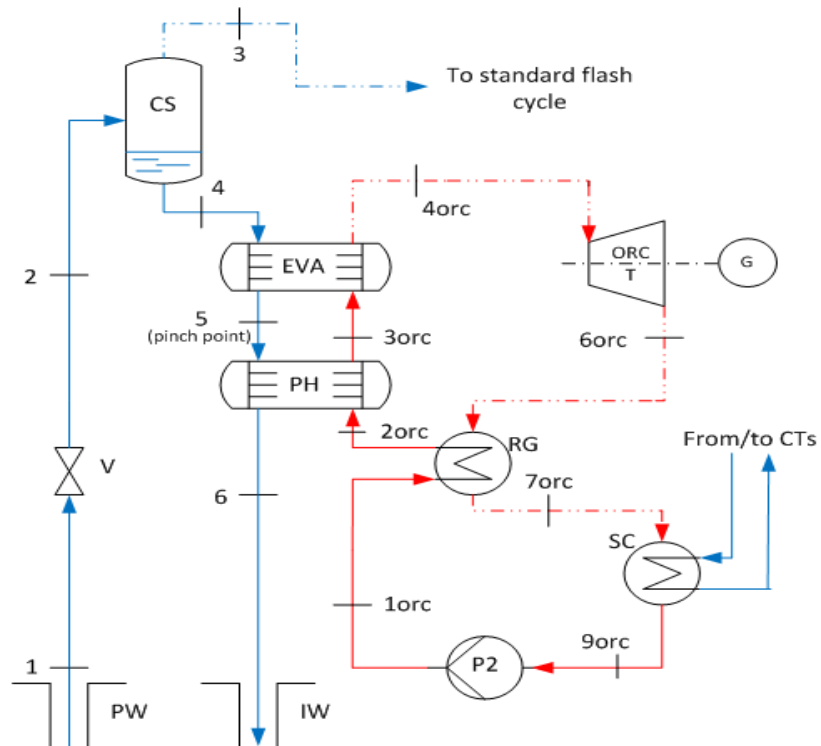 3
To standard flash
cycle
CS
4
4orc
2
EVA
ORC
T
G
5
(pinch point)
3orc
6orc
PH
2orc
RG
From/to CTs
V
6
7orc
SC
1orc
9orc
P2
1
PW
IW